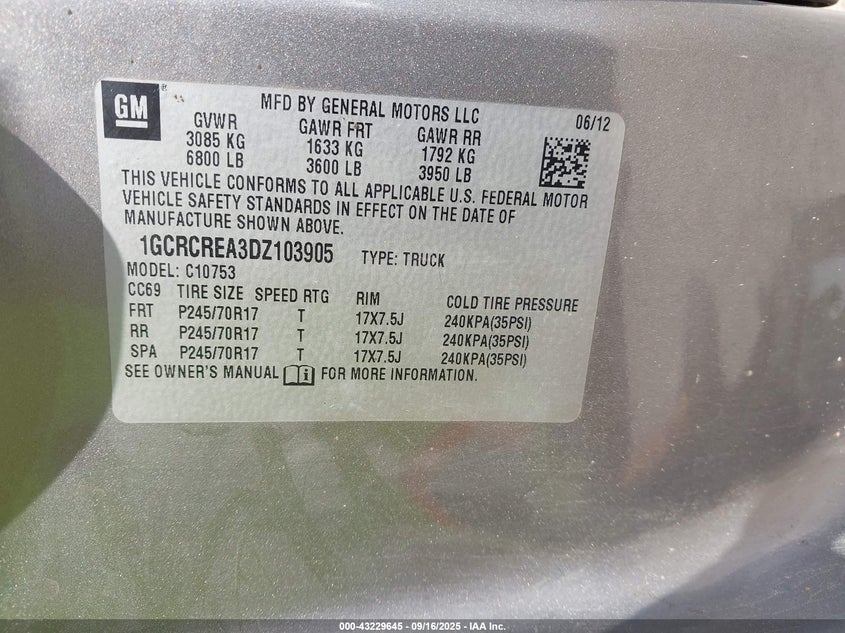 GM
MFD BY GENERAL MOTORS LLC
06/12
GVWR GAWR FRT GAWR RR
3085 KG 1633 KG 1792 KG
6800 LB 3600 LB 3950 LB
THIS VEHICLE CONFORMS TO ALL APPLICABLE U.S. FEDERAL MOTOR
VEHICLE SAFETY STANDARDS IN EFFECT ON THE DATE OF
MANUFACTURE SHOWN ABOVE.
1GCRCREA3DZ103905 TYPE: TRUCK
MODEL: C10753
CC69 TIRE SIZE SPEED RTG RIM COLD TIRE PRESSURE
FRT P245/70R17 T 17X7.5J 240KPA(35PSI)
RR P245/70R17 T 17X7.5J 240KPA(35PSI)
SPA P245/70R17 T 17X7.5J 240KPA(35PSI)
SEE OWNER'S MANUAL FOR MORE INFORMATION.
000-43229645 - 09/16/2025 - IAA Inc.